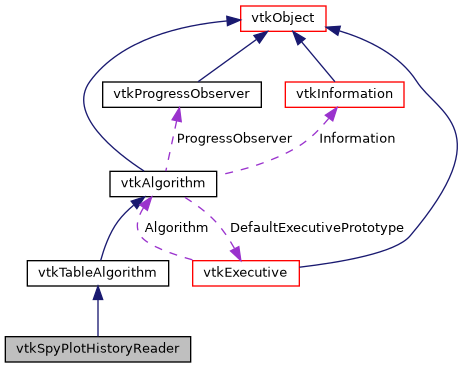 vtkObject
vtkProgressObserver
vtkInformation
ProgressObserver
Information
vtkAlgorithm
Algorithm
DefaultExecutivePrototype
vtkTableAlgorithm
vtkExecutive
vtkSpyPlotHistoryReader